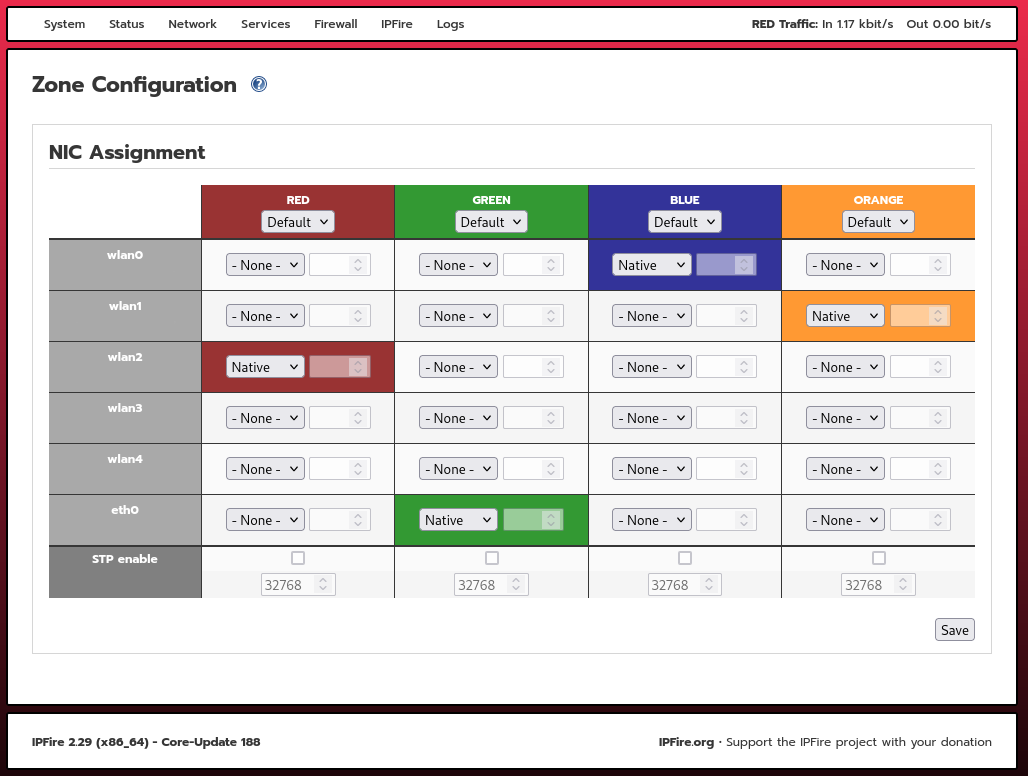 System Status Network Services Firewall IPFire Logs RED Traffic: In 1.17 kbit/s Out 0.00 bit/s
Zone Configuration ?
NIC Assignment
RED GREEN BLUE ORANGE
Default Default Default Default
wlan0 - None - - None - Native - None -
wlan1 - None - - None - - None - Native
wlan2 Native - None - - None - - None -
wlan3 - None - - None - - None - - None -
wlan4 - None - - None - - None - - None -
eth0 - None - Native - None - - None -
STP enable
32768 32768 32768 32768
Save
IPFire 2.29 (x86_64) - Core-Update 188 IPFire.org • Support the IPFire project with your donation